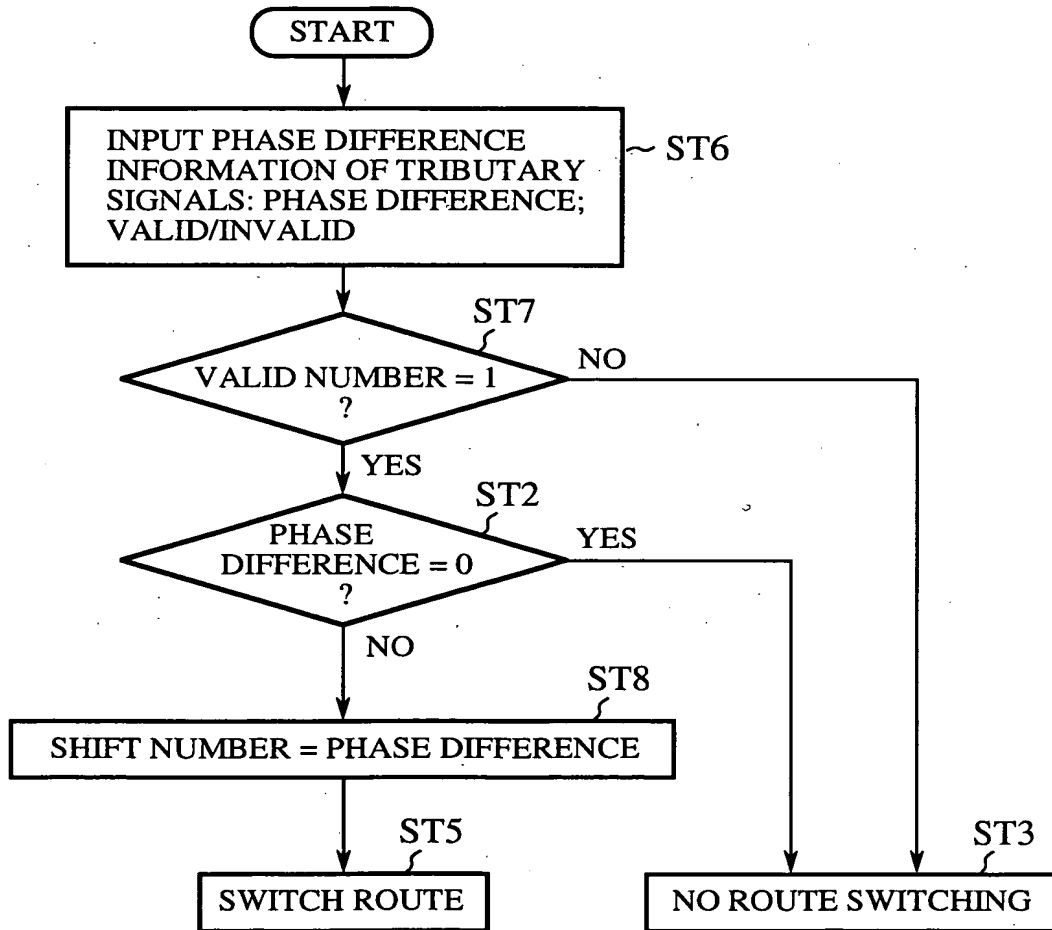 START
INPUT PHASE DIFFERENCE
INFORMATION OF TRIBUTARY
SIGNALS: PHASE DIFFERENCE;
VALID/INVALID
ST6
ST7
VALID NUMBER = 1
?
NO
YES
ST2
PHASE
DIFFERENCE = 0
?
YES
NO
ST8
SHIFT NUMBER = PHASE DIFFERENCE
ST5
SWITCH ROUTE
ST3
NO ROUTE SWITCHING